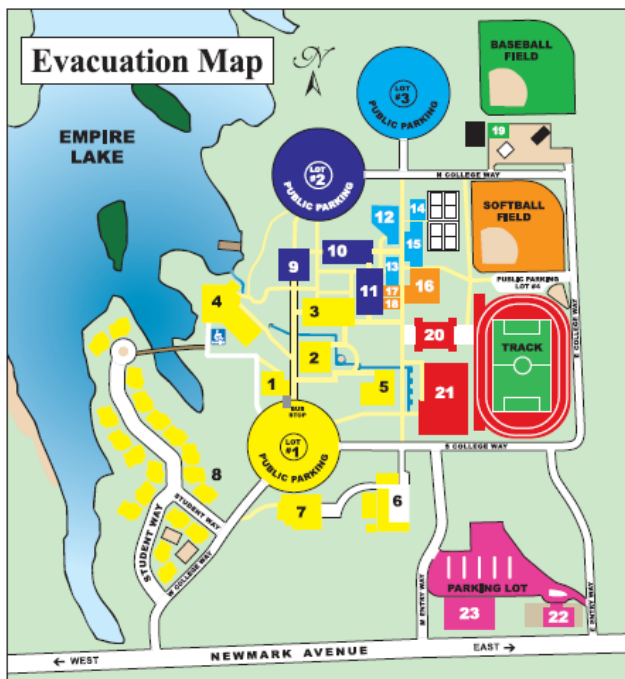 Evacuation Map
N
LOT
#3
PUBLIC PARKING
BASEBALL
FIELD
EMPIRE
LAKE
19
LOT
#2
PUBLIC PARKING
N COLLEGE WAY
SOFTBALL
FIELD
14
12
15
10
9
13
PUBLIC PARKING
LOT #4
16
17
11
18
4
3
E COLLEGE WAY
20
TRACK
2
1
5
21
BUS
STOP
LOT
#1
PUBLIC PARKING
S COLLEGE WAY
8
STUDENT WAY
6
7
STUDENT WAY
W COLLEGE WAY
PARKING LOT
M ENTRY WAY
23
22
E ENTRY WAY
← WEST
NEWMARK AVENUE
EAST →